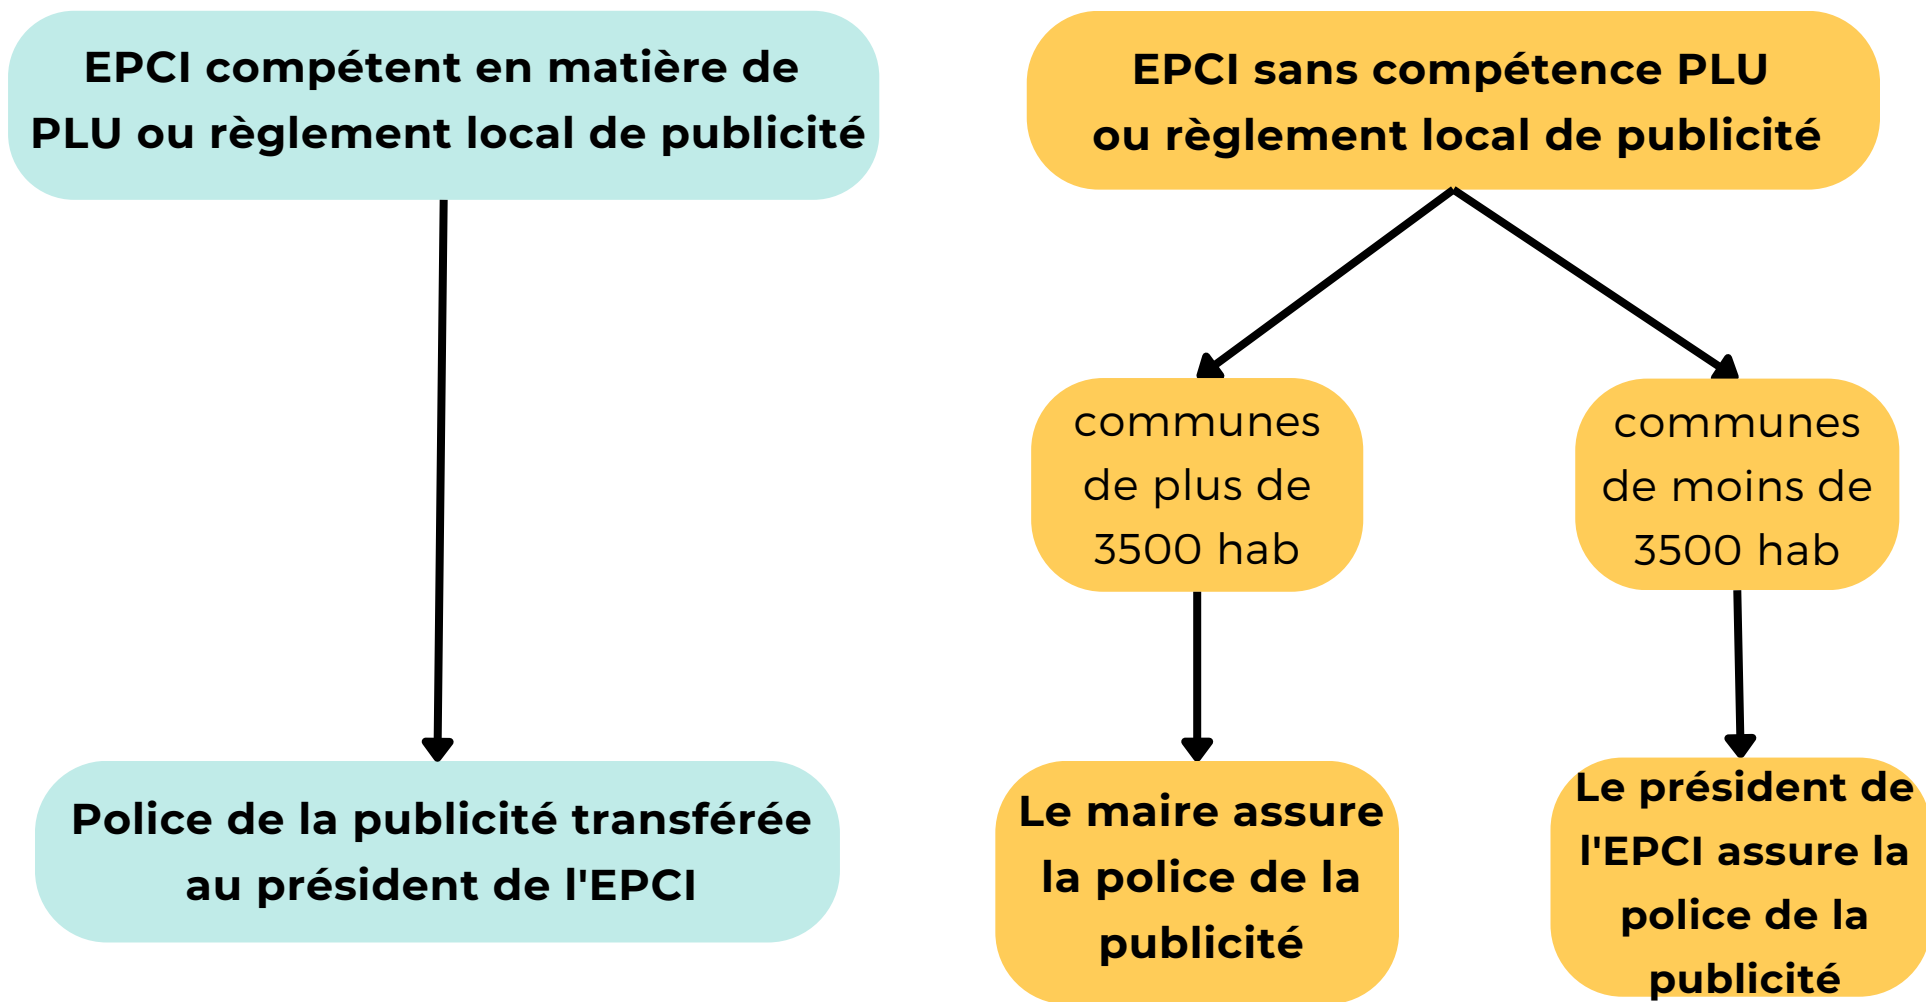 EPCI compétent en matière de
PLU ou règlement local de publicité
EPCI sans compétence PLU
ou règlement local de publicité
communes
de plus de
3500 hab
communes
de moins de
3500 hab
Police de la publicité transférée
au président de l'EPCI
Le maire assure
la police de la
publicité
Le président de
l'EPCI assure la
police de la
publicité